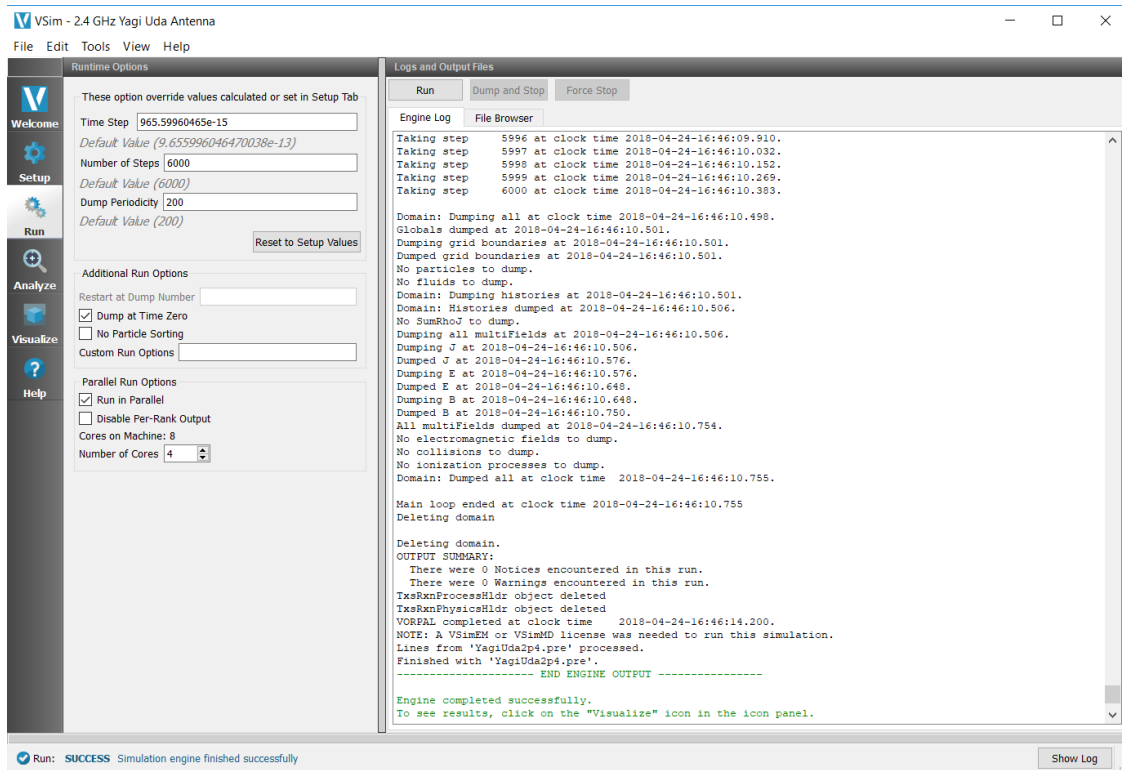 VSim - 2.4 GHz Yagi Uda Antenna
File Edit Tools View Help
Welcome
Setup
Run
Analyze
Visualize
Help
Runtime Options
These option override values calculated or set in Setup Tab
Time Step 965.59960465e-15
Default Value (9.655996046470038e-13)
Number of Steps 6000
Default Value (6000)
Dump Periodicity 200
Default Value (200)
Reset to Setup Values
Additional Run Options
Restart at Dump Number
Dump at Time Zero
No Particle Sorting
Custom Run Options
Parallel Run Options
Run in Parallel
Disable Per-Rank Output
Cores on Machine: 8
Number of Cores 4
Logs and Output Files
Run Dump and Stop Force Stop
Engine Log File Browser
Taking step 5996 at clock time 2018-04-24-16:46:09.910.
Taking step 5997 at clock time 2018-04-24-16:46:10.032.
Taking step 5998 at clock time 2018-04-24-16:46:10.152.
Taking step 5999 at clock time 2018-04-24-16:46:10.269.
Taking step 6000 at clock time 2018-04-24-16:46:10.383.
Domain: Dumping all at clock time 2018-04-24-16:46:10.498.
Globals dumped at 2018-04-24-16:46:10.501.
Dumping grid boundaries at 2018-04-24-16:46:10.501.
Dumped grid boundaries at 2018-04-24-16:46:10.501.
No particles to dump.
No fluids to dump.
Domain: Dumping histories at 2018-04-24-16:46:10.501.
Domain: Histories dumped at 2018-04-24-16:46:10.506.
No SumRhoJ to dump.
Dumping all multiFields at 2018-04-24-16:46:10.506.
Dumping J at 2018-04-24-16:46:10.506.
Dumped J at 2018-04-24-16:46:10.576.
Dumping E at 2018-04-24-16:46:10.576.
Dumped E at 2018-04-24-16:46:10.648.
Dumping B at 2018-04-24-16:46:10.648.
Dumped B at 2018-04-24-16:46:10.750.
All multiFields dumped at 2018-04-24-16:46:10.754.
No electromagnetic fields to dump.
No collisions to dump.
No ionization processes to dump.
Domain: Dumped all at clock time 2018-04-24-16:46:10.755.
Main loop ended at clock time 2018-04-24-16:46:10.755
Deleting domain
Deleting domain.
OUTPUT SUMMARY:
There were 0 Notices encountered in this run.
There were 0 Warnings encountered in this run.
TxsRxnProcessHldr object deleted
TxsRxnPhysicsHldr object deleted
VORPAL completed at clock time 2018-04-24-16:46:14.200.
NOTE: A VSimEM or VSimMD license was needed to run this simulation.
Lines from 'YagiUda2p4.pre' processed.
Finished with 'YagiUda2p4.pre'.
--------------------- END ENGINE OUTPUT ----------------
Engine completed successfully.
To see results, click on the "Visualize" icon in the icon panel.
Run: SUCCESS Simulation engine finished successfully
Show Log